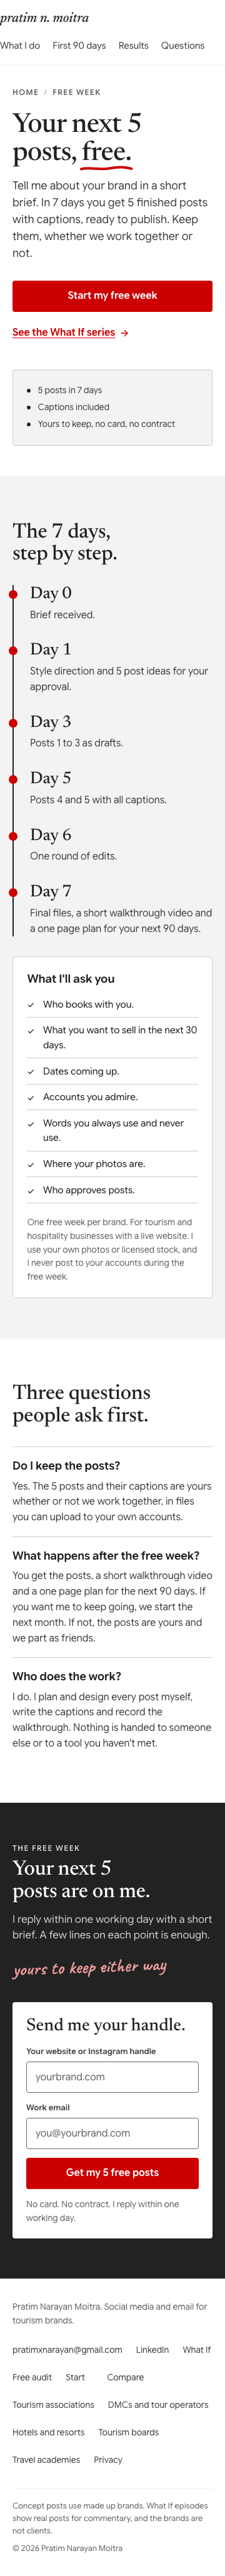 pratim n. moitra
What I do First 90 days Results Questions
HOME / FREE WEEK
Your next 5
posts, free.
Tell me about your brand in a short
brief. In 7 days you get 5 finished posts
with captions, ready to publish. Keep
them, whether we work together or
not.
Start my free week
See the What If series →
• 5 posts in 7 days
• Captions included
• Yours to keep, no card, no contract
The 7 days,
step by step.
Day 0
Brief received.
Day 1
Style direction and 5 post ideas for your
approval.
Day 3
Posts 1 to 3 as drafts.
Day 5
Posts 4 and 5 with all captions.
Day 6
One round of edits.
Day 7
Final files, a short walkthrough video and
a one page plan for your next 90 days.
What I'll ask you
✓ Who books with you.
✓ What you want to sell in the next 30
days.
✓ Dates coming up.
✓ Accounts you admire.
✓ Words you always use and never
use.
✓ Where your photos are.
✓ Who approves posts.
One free week per brand. For tourism and
hospitality businesses with a live website. I
use your own photos or licensed stock, and
I never post to your accounts during the
free week.
Three questions
people ask first.
Do I keep the posts?
Yes. The 5 posts and their captions are yours
whether or not we work together, in files
you can upload to your own accounts.
What happens after the free week?
You get the posts, a short walkthrough video
and a one page plan for the next 90 days. If
you want me to keep going, we start the
next month. If not, the posts are yours and
we part as friends.
Who does the work?
I do. I plan and design every post myself,
write the captions and record the
walkthrough. Nothing is handed to someone
else or to a tool you haven't met.
THE FREE WEEK
Your next 5
posts are on me.
I reply within one working day with a short
brief. A few lines on each point is enough.
yours to keep either way
Send me your handle.
Your website or Instagram handle
yourbrand.com
Work email
you@yourbrand.com
Get my 5 free posts
No card. No contract. I reply within one
working day.
Pratim Narayan Moitra. Social media and email for
tourism brands.
pratimxnarayan@gmail.com LinkedIn What If
Free audit Start Compare
Tourism associations DMCs and tour operators
Hotels and resorts Tourism boards
Travel academies Privacy
Concept posts use made up brands. What If episodes
show real posts for commentary, and the brands are
not clients.
© 2026 Pratim Narayan Moitra